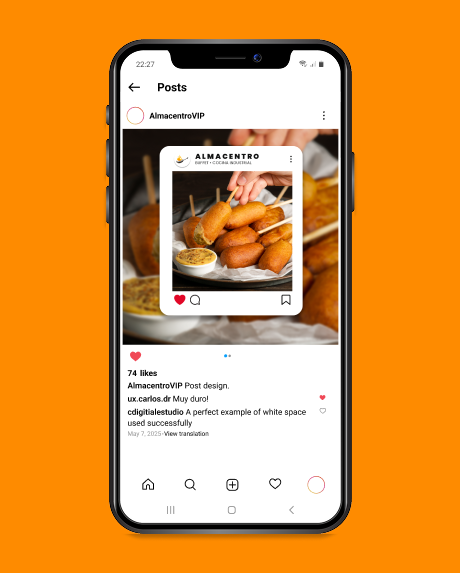 22:27
Posts
AlmacentroVIP
ALMACENTRO
BUFFET • COCINA INDUSTRIAL
74 likes
AlmacentroVIP Post design.
ux.carlos.dr Muy duro!
cdigitialestudio A perfect example of white space
used successfully
May 7, 2025·View translation